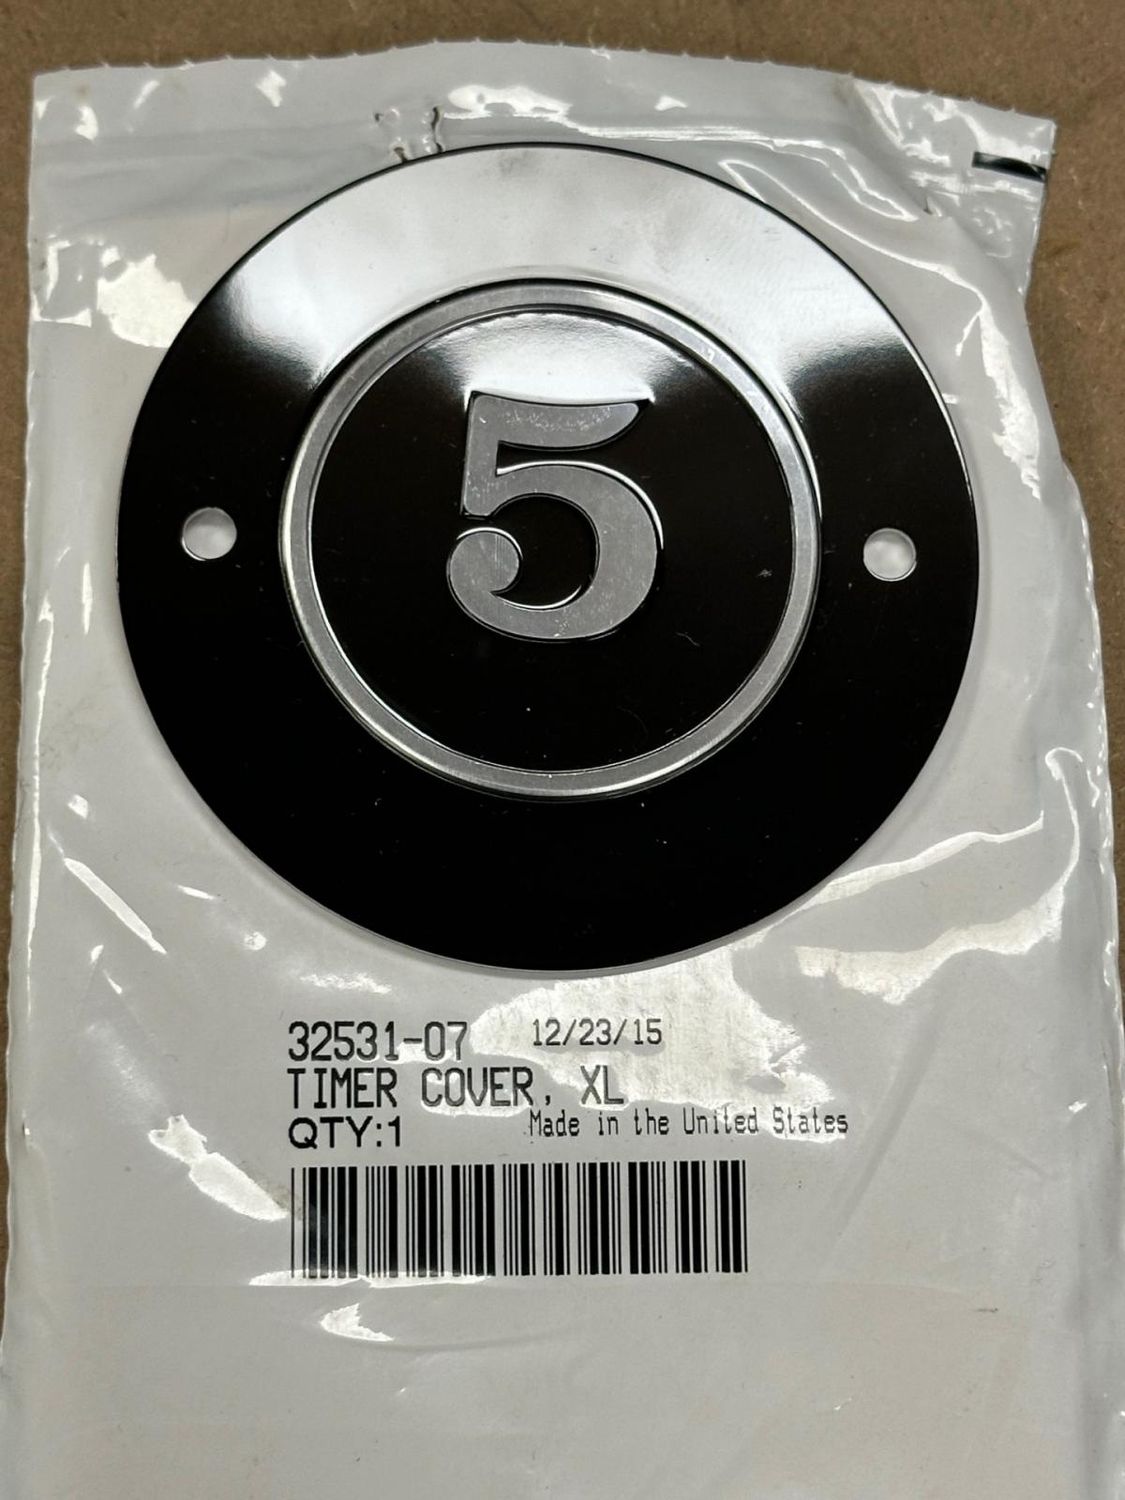 5
32531-07 12/23/15
TIMER COVER, XL
QTY:1 Made in the United States